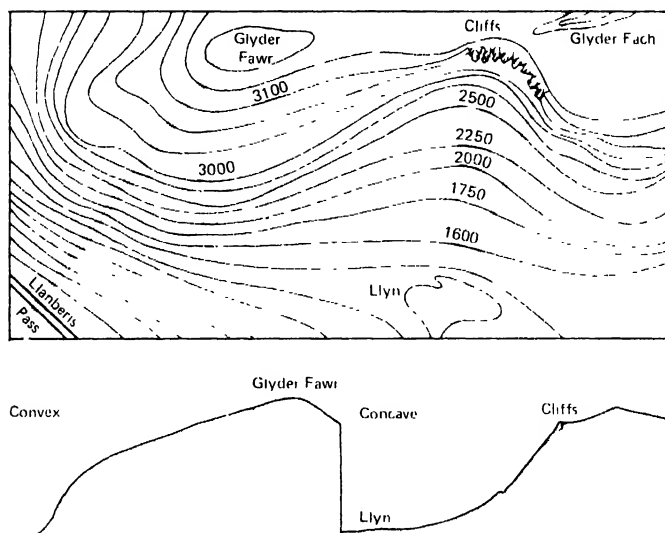 Cliffs
Glyder
Fawr
Glyder Fach
3100
2500
3000
2250
2000
1750
1600
Llyn
Llanberis
Pass
Glyder Fawr
Convex
Concave
Cliffs
Llyn